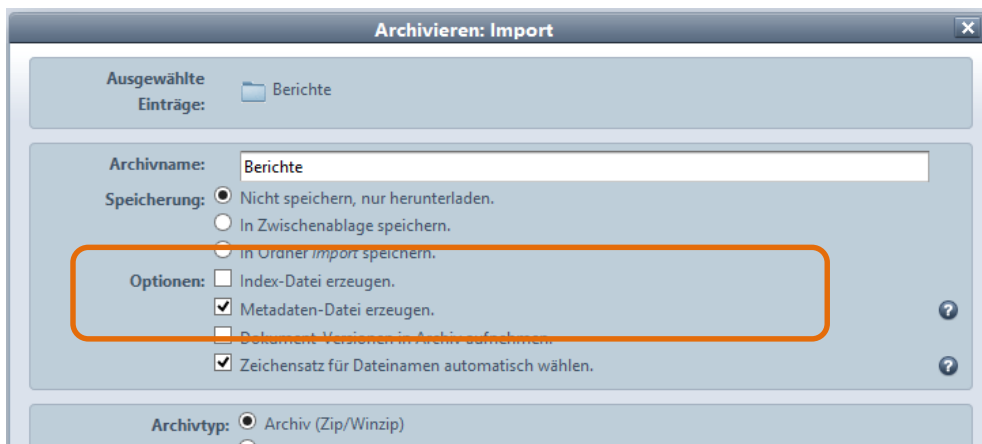 Archivieren: Import
Ausgewählte
Einträge:
Berichte
Archivname: Berichte
Speicherung: Nicht speichern, nur herunterladen.
In Zwischenablage speichern.
In Ordner Import speichern.
Optionen: Index-Datei erzeugen.
Metadaten-Datei erzeugen.
Dokument-Versionen in Archiv aufnehmen.
Zeichensatz für Dateinamen automatisch wählen.
Archivtyp: Archiv (Zip/Winzip)